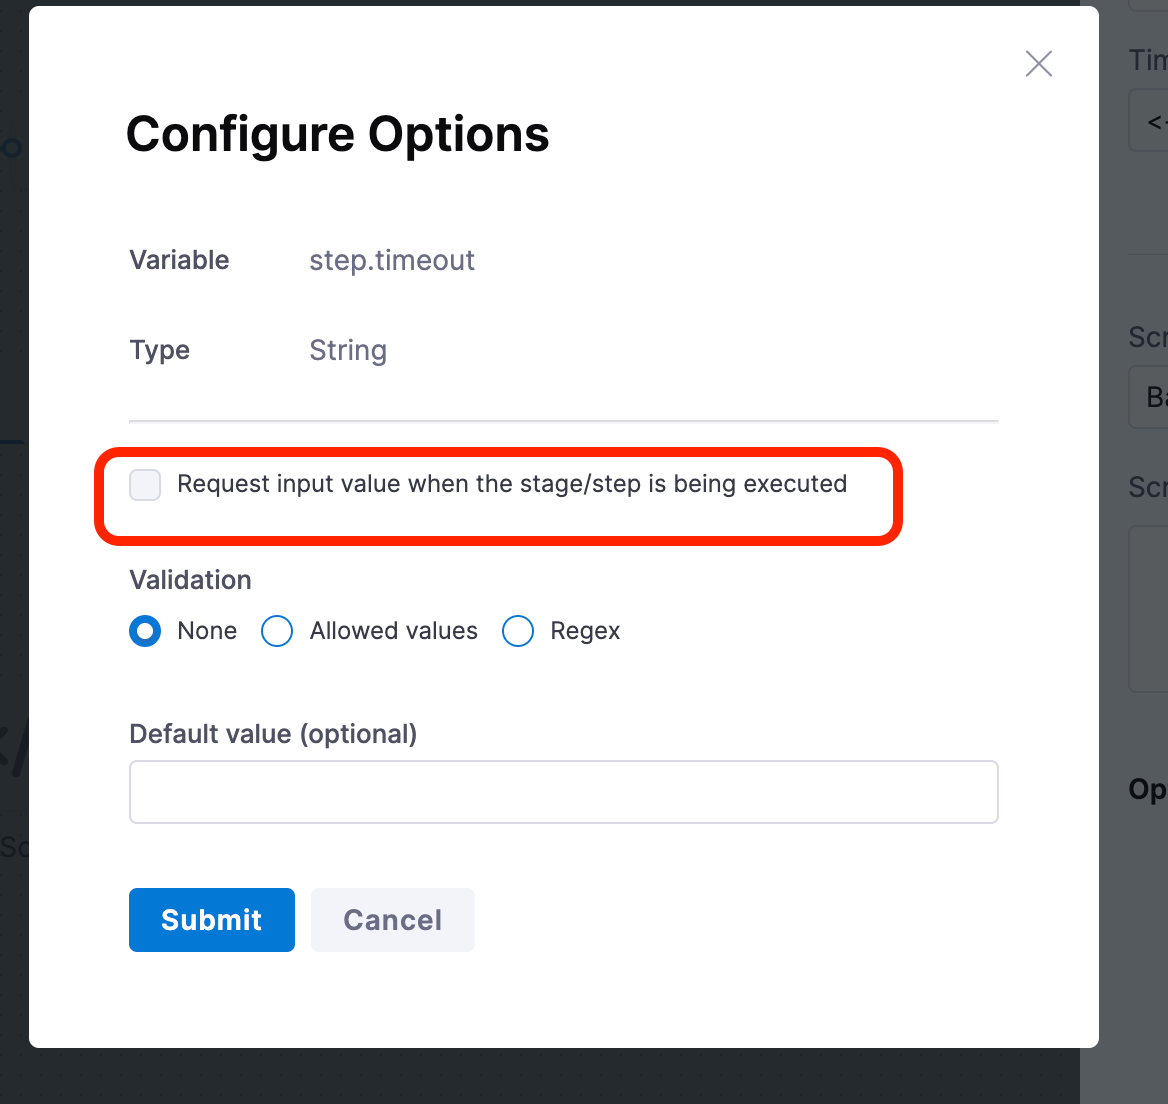 Configure Options
Variable step.timeout
Type String
Request input value when the stage/step is being executed
Validation
None Allowed values Regex
Default value (optional)
Submit Cancel
Tim
<
Scr
Ba
Scr
Op
Sc